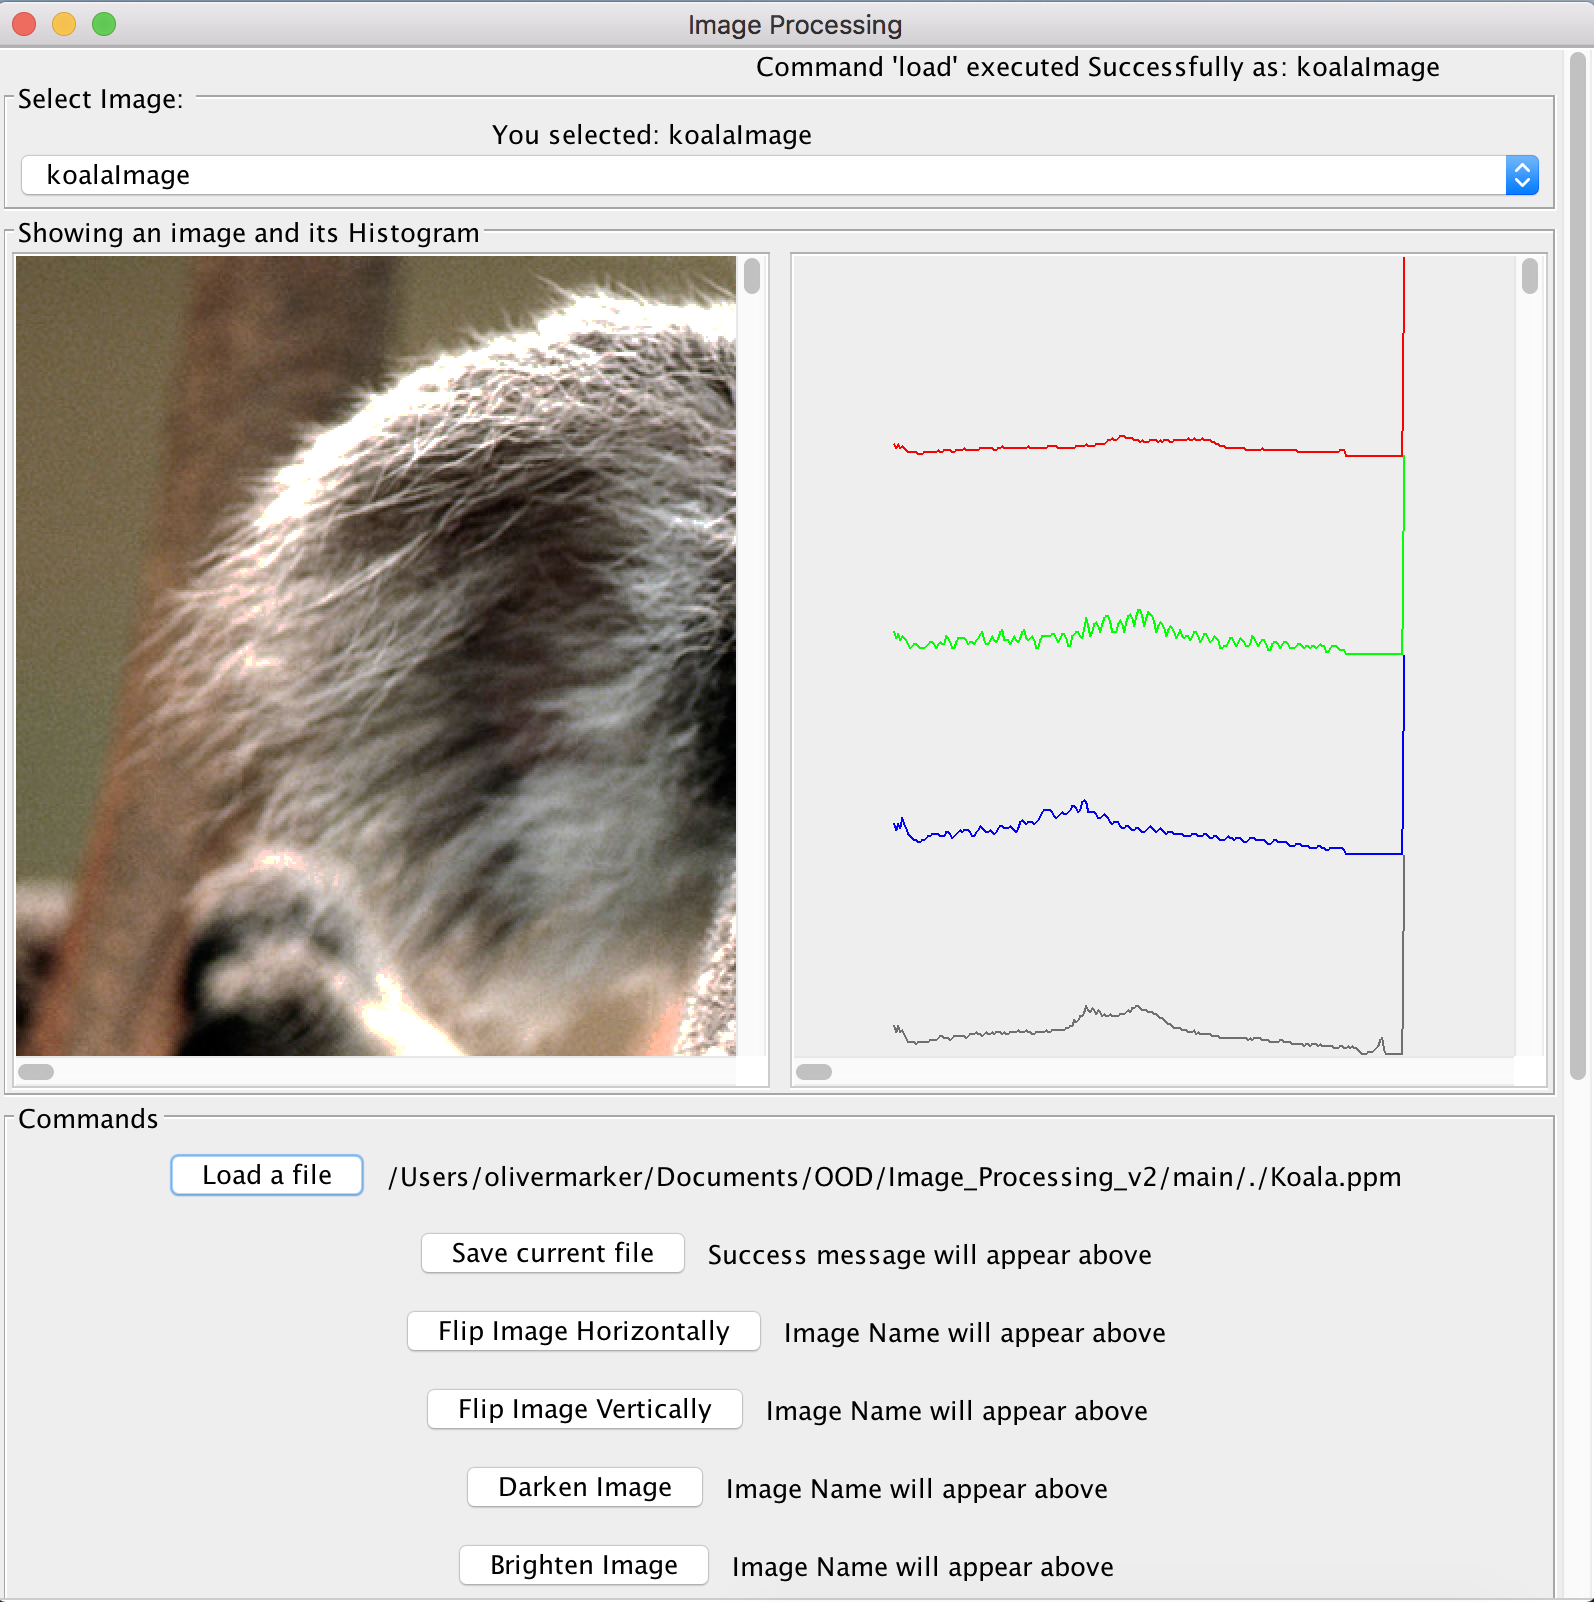 Image Processing
Command 'load' executed Successfully as: koalaImage
Select Image:
You selected: koalaImage
koalaImage
Showing an image and its Histogram
Commands
Load a file /Users/olivermarker/Documents/OOD/Image_Processing_v2/main/./Koala.ppm
Save current file Success message will appear above
Flip Image Horizontally Image Name will appear above
Flip Image Vertically Image Name will appear above
Darken Image Image Name will appear above
Brighten Image Image Name will appear above